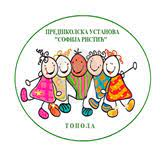 ПРЕДШКОЛСКА УСТАНОВА
"СОФИЈА РИСТИЋ"
ТОПОЛА